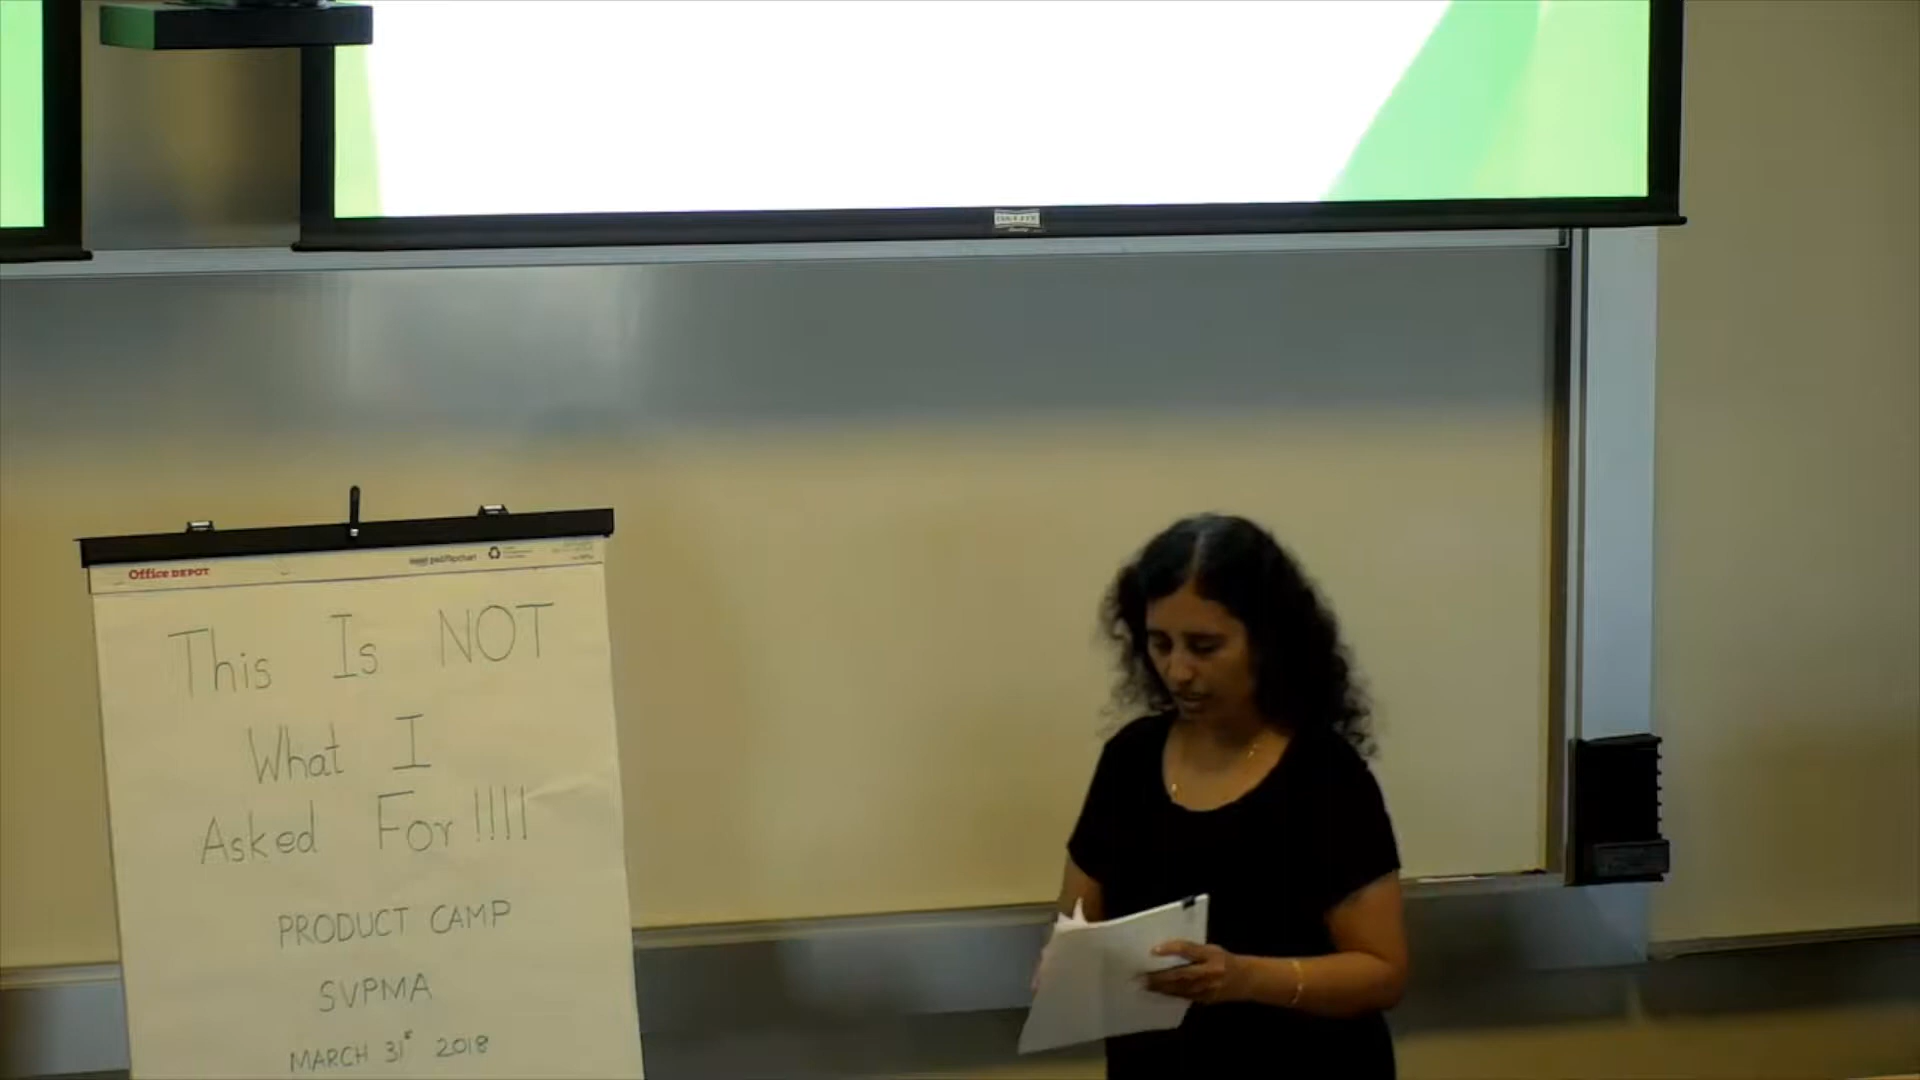 Office DEPOT
This Is NOT
What I
Asked For!!!!
PRODUCT CAMP
SVPMA
MARCH 31st 2018